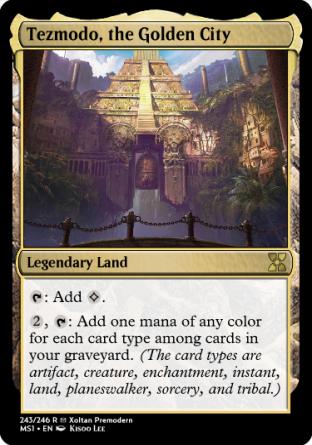 Tezmodo, the Golden City
Legendary Land
: Add .
2, : Add one mana of any color
for each card type among cards in
your graveyard. (The card types are
artifact, creature, enchantment, instant,
land, planeswalker, sorcery, and tribal.)
243/246 R Xoltan Premodern
MS1 • EN Kisoo Lee